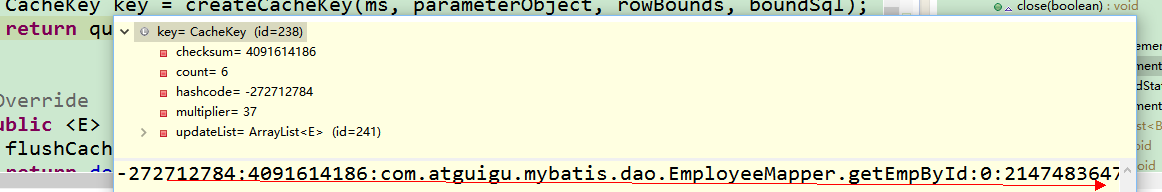 CacheKey key = createCacheKey(ms, parameterObject, rowBounds, boundSql);
close(boolean) : void
return qu
key= CacheKey (id=238)
checksum= 4091614186
count= 6
hashcode= -272712784
multiplier= 37
updateList= ArrayList<E> (id=241)
Override
ublic <E>
flushCach
return de
-272712784:4091614186:com.atguigu.mybatis.dao.EmployeeMapper.getEmpById:0:2147483647